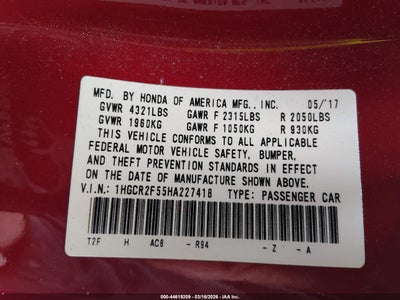 MFD. BY HONDA OF AMERICA MFG., INC. 05/'17
GVWR 4321LBS GAWR F 2315LBS R 2050LBS
GVWR 1960KG GAWR F 1050KG R 930KG
THIS VEHICLE CONFORMS TO ALL APPLICABLE
FEDERAL MOTOR VEHICLE SAFETY, BUMPER,
AND THEFT PREVENTION STANDARDS IN EFFECT
ON THE DATE OF MANUFACTURE SHOWN ABOVE.
V.I.N.: 1HGCR2F55HA227416 TYPE: PASSENGER CAR
T2F H AC8 - R94 - Z - A
000-44619209 - 03/16/2026 - IAA Inc.